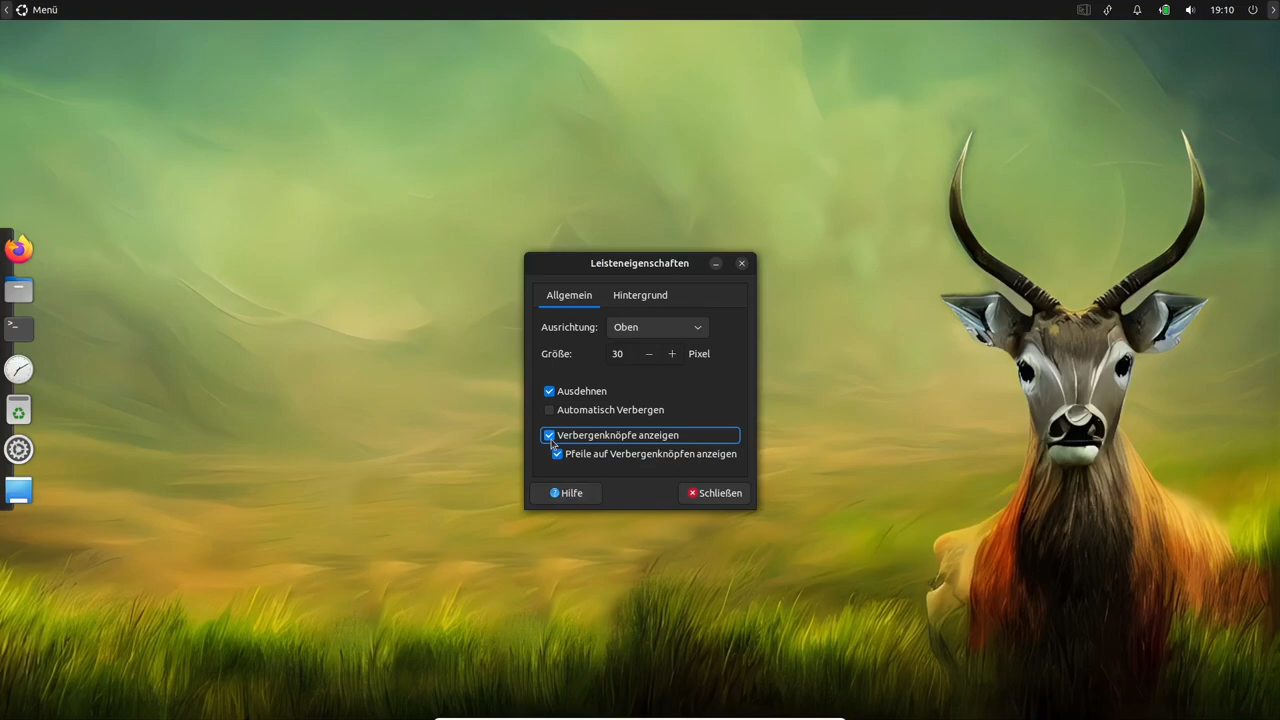 Menü
19:10
Leisteneigenschaften
Allgemein Hintergrund
Ausrichtung: Oben
Größe: 30 − + Pixel
Ausdehnen
Automatisch Verbergen
Verbergenknöpfe anzeigen
Pfeile auf Verbergenknöpfen anzeigen
Hilfe Schließen